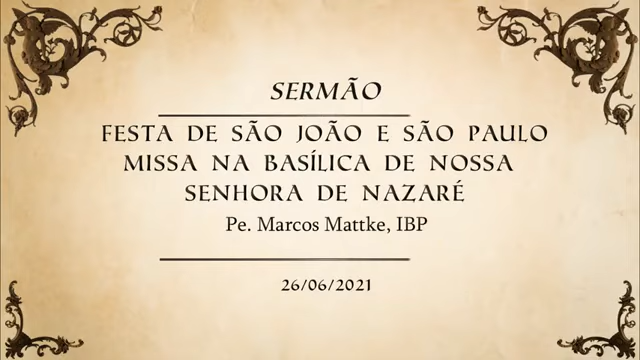 SERMÃO
FESTA DE SÃO JOÃO E SÃO PAULO
MISSA NA BASÍLICA DE NOSSA
SENHORA DE NAZARÉ
Pe. Marcos Mattke, IBP
26/06/2021